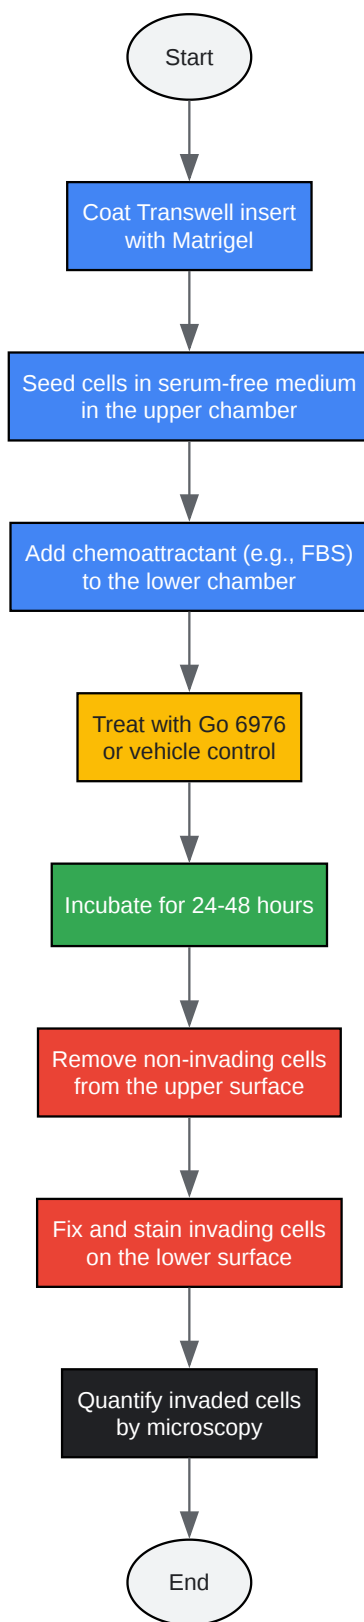 Start
Coat Transwell insert
with Matrigel
Seed cells in serum-free medium
in the upper chamber
Add chemoattractant (e.g., FBS)
to the lower chamber
Treat with Go 6976
or vehicle control
Incubate for 24-48 hours
Remove non-invading cells
from the upper surface
Fix and stain invading cells
on the lower surface
Quantify invaded cells
by microscopy
End